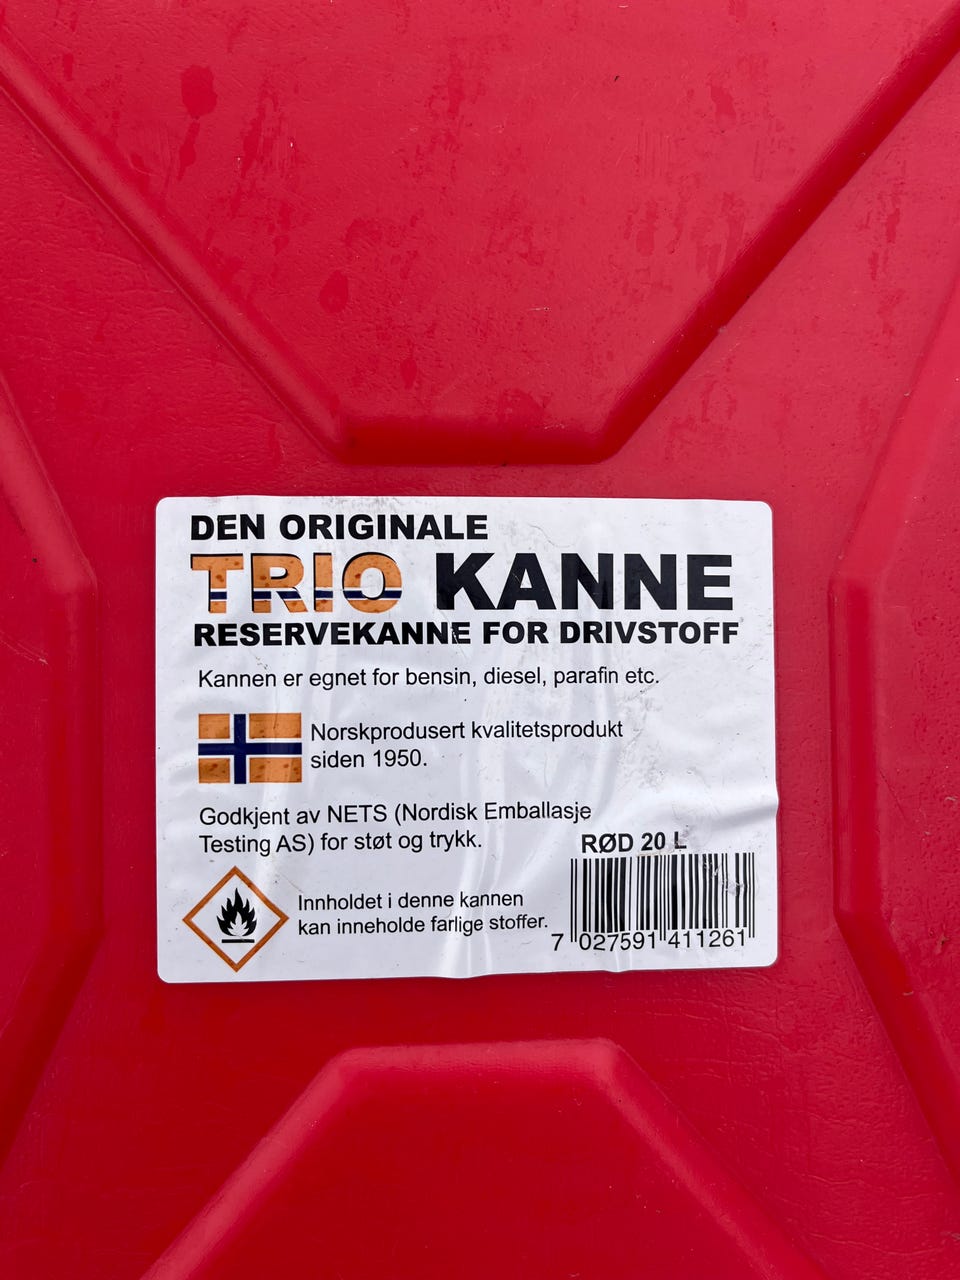 DEN ORIGINALE
TRIO KANNE
RESERVEKANNE FOR DRIVSTOFF
Kannen er egnet for bensin, diesel, parafin etc.
Norskprodusert kvalitetsprodukt
siden 1950.
Godkjent av NETS (Nordisk Emballasje
Testing AS) for støt og trykk.
RØD 20 L
Innholdet i denne kannen
kan inneholde farlige stoffer.
7 027591 411261